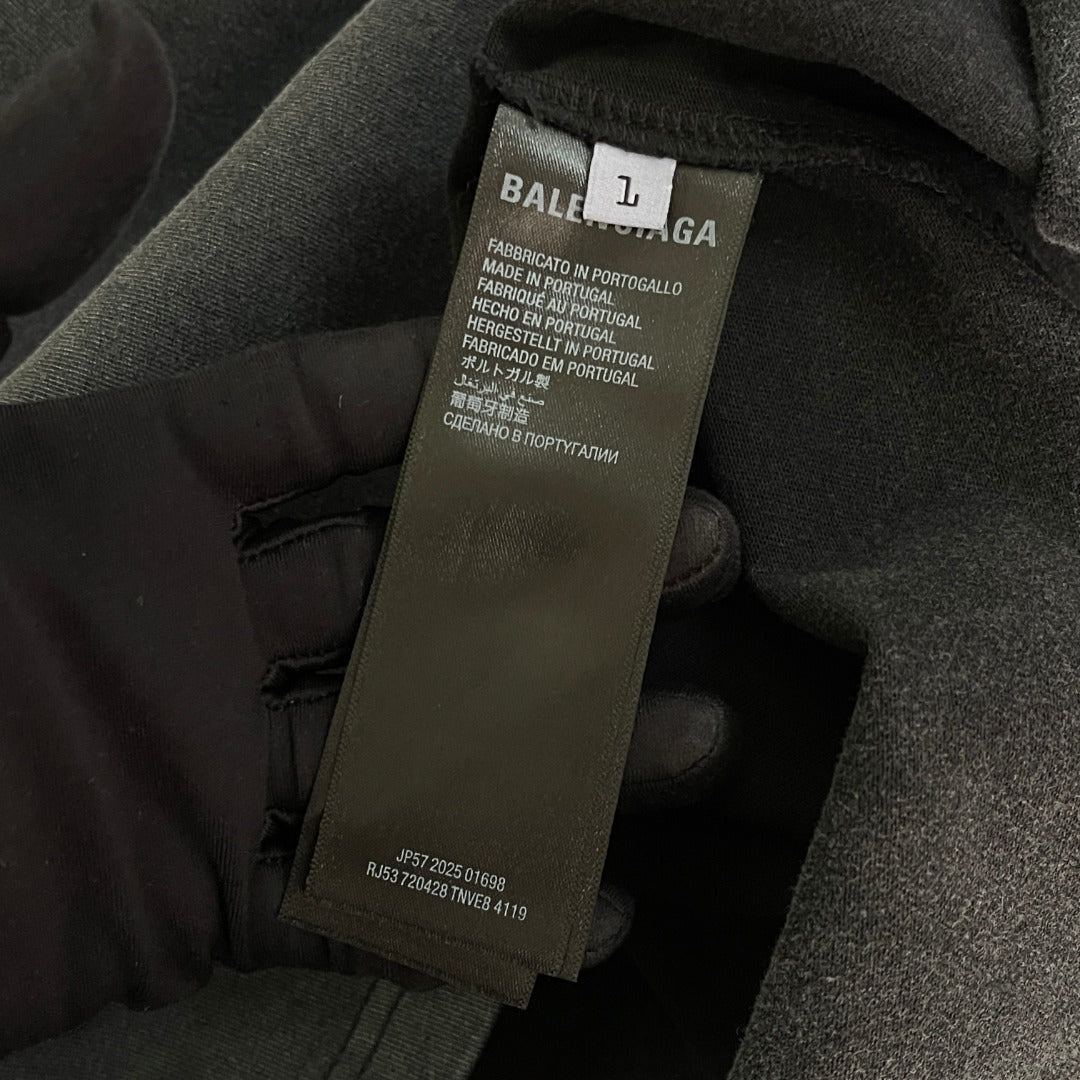 L
BALENCIAGA
FABBRICATO IN PORTOGALLO
MADE IN PORTUGAL
FABRIQUÉ AU PORTUGAL
HECHO EN PORTUGAL
HERGESTELLT IN PORTUGAL
FABRICADO EM PORTUGAL
ポルトガル製
صنع في البرتغال
葡萄牙制造
СДЕЛАНО В ПОРТУГАЛИИ
JP57 2025 01698
RJ53 720428 TNVE8 4119